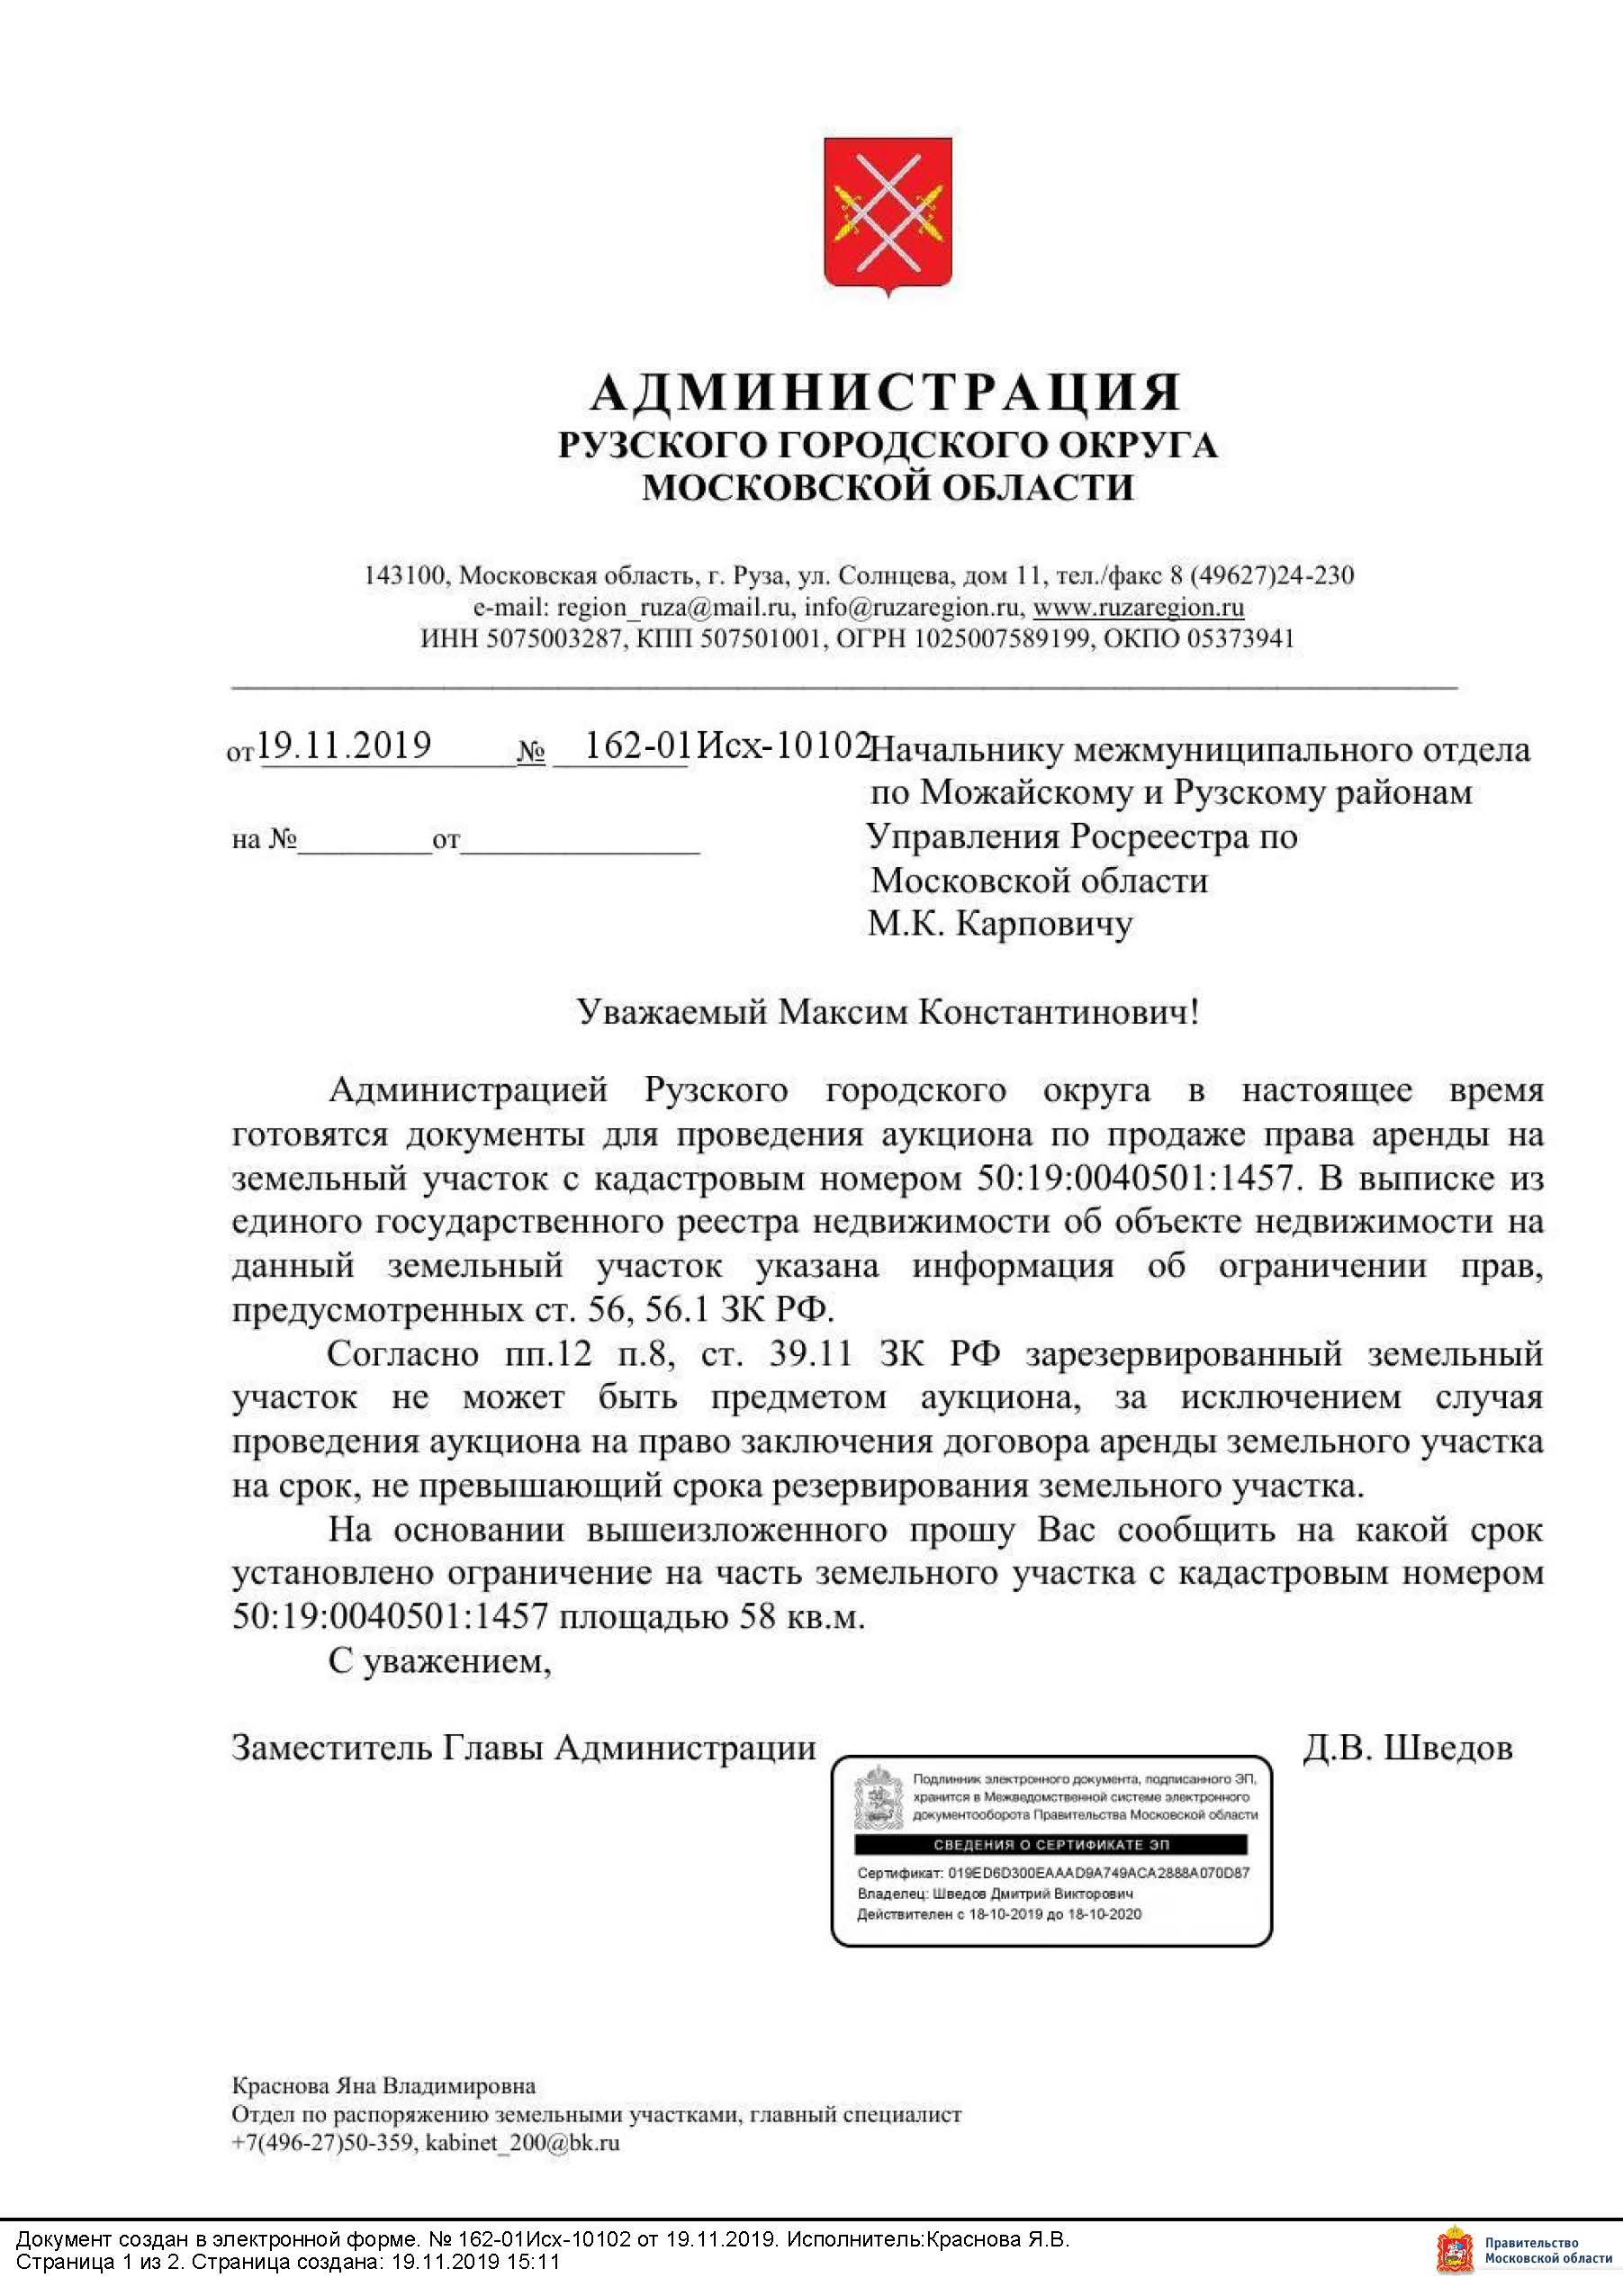 АДМИНИСТРАЦИЯ
РУЗСКОГО ГОРОДСКОГО ОКРУГА
МОСКОВСКОЙ ОБЛАСТИ
143100, Московская область, г. Руза, ул. Солнцева, дом 11, тел./факс 8 (49627)24-230
e-mail: region_ruza@mail.ru, info@ruzaregion.ru, www.ruzaregion.ru
ИНН 5075003287, КПП 507501001, ОГРН 1025007589199, ОКПО 05373941
от 19.11.2019 № 162-01Исх-10102
на №_________от________________
Начальнику межмуниципального отдела
по Можайскому и Рузскому районам
Управления Росреестра по
Московской области
М.К. Карповичу
Уважаемый Максим Константинович!
Администрацией Рузского городского округа в настоящее время
готовятся документы для проведения аукциона по продаже права аренды на
земельный участок с кадастровым номером 50:19:0040501:1457. В выписке из
единого государственного реестра недвижимости об объекте недвижимости на
данный земельный участок указана информация об ограничении прав,
предусмотренных ст. 56, 56.1 ЗК РФ.
Согласно пп.12 п.8, ст. 39.11 ЗК РФ зарезервированный земельный
участок не может быть предметом аукциона, за исключением случая
проведения аукциона на право заключения договора аренды земельного участка
на срок, не превышающий срока резервирования земельного участка.
На основании вышеизложенного прошу Вас сообщить на какой срок
установлено ограничение на часть земельного участка с кадастровым номером
50:19:0040501:1457 площадью 58 кв.м.
С уважением,
Заместитель Главы Администрации
Д.В. Шведов
Подлинник электронного документа, подписанного ЭП,
хранится в Межведомственной системе электронного
документооборота Правительства Московской области
СВЕДЕНИЯ О СЕРТИФИКАТЕ ЭП
Сертификат: 019ED6D300EAAAD9A749ACA2888A070D87
Владелец: Шведов Дмитрий Викторович
Действителен с 18-10-2019 до 18-10-2020
Краснова Яна Владимировна
Отдел по распоряжению земельными участками, главный специалист
+7(496-27)50-359, kabinet_200@bk.ru
Документ создан в электронной форме. № 162-01Исх-10102 от 19.11.2019. Исполнитель:Краснова Я.В.
Страница 1 из 2. Страница создана: 19.11.2019 15:11
Правительство
Московской области